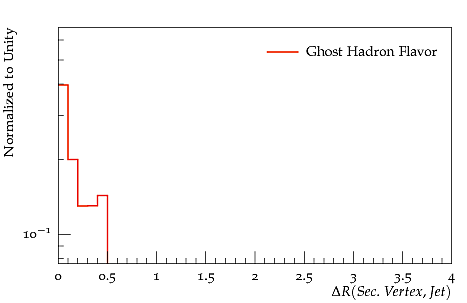 Normalized to Unity
Ghost Hadron Flavor
10⁻¹
0 0.5 1 1.5 2 2.5 3 3.5 4
ΔR(Sec. Vertex, Jet)